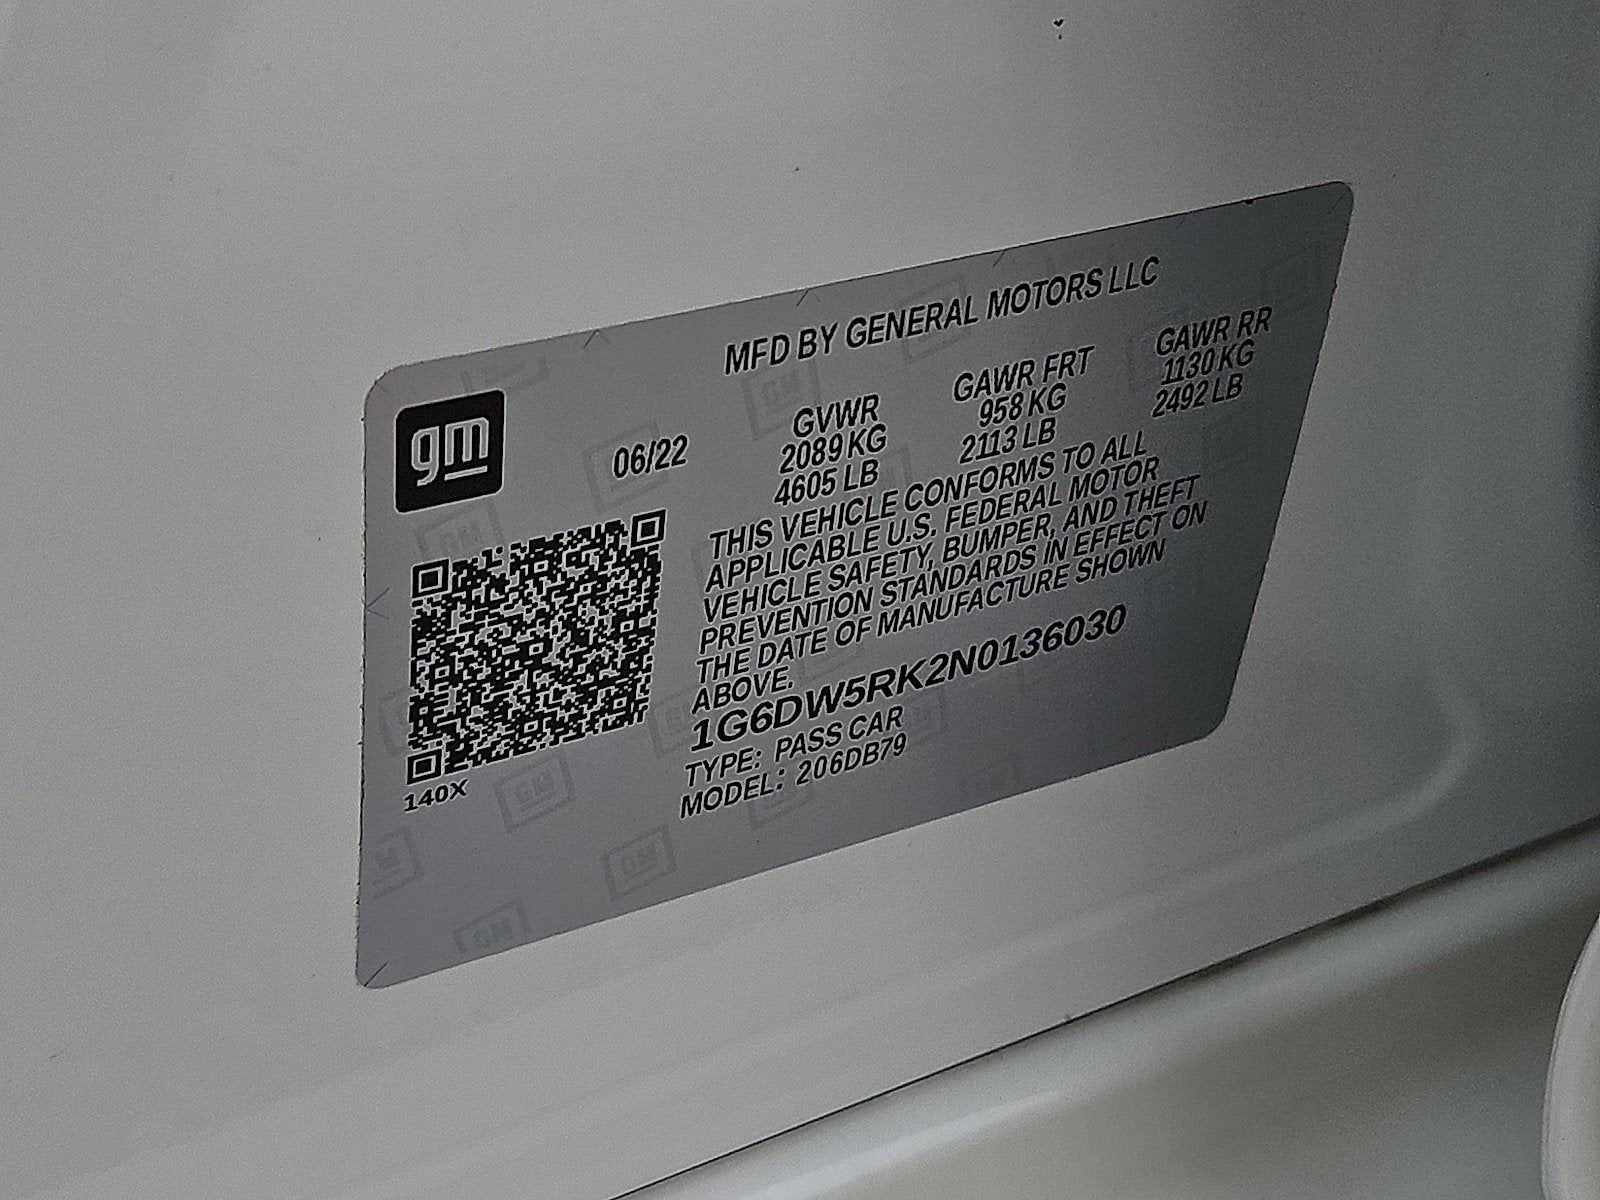 MFD BY GENERAL MOTORS LLC
gm
06/22
GVWR
2089 KG
4605 LB
GAWR FRT
958 KG
2113 LB
GAWR RR
1130 KG
2492 LB
THIS VEHICLE CONFORMS TO ALL
APPLICABLE U.S. FEDERAL MOTOR
VEHICLE SAFETY, BUMPER, AND THEFT
PREVENTION STANDARDS IN EFFECT ON
THE DATE OF MANUFACTURE SHOWN
ABOVE.
1G6DW5RK2N0136030
TYPE: PASS CAR
MODEL: 206DB79
140X